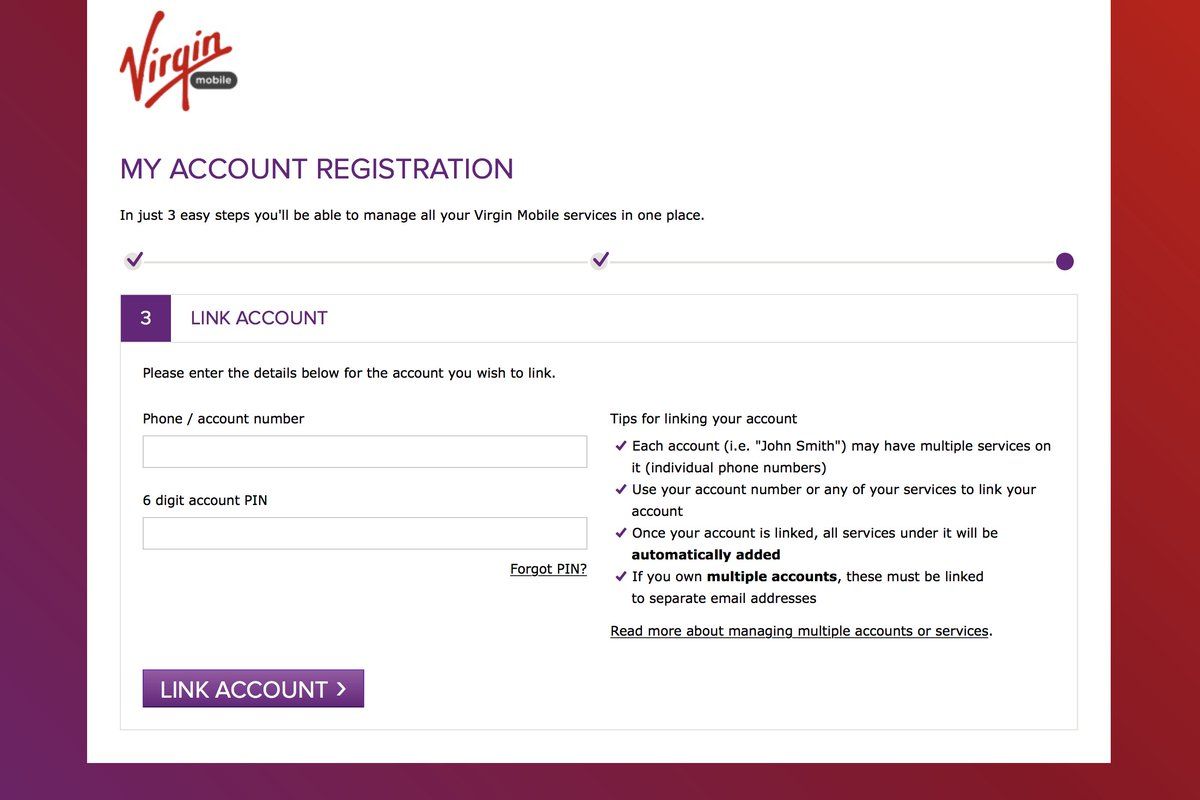 Virgin
mobile
MY ACCOUNT REGISTRATION
In just 3 easy steps you'll be able to manage all your Virgin Mobile services in one place.
3 LINK ACCOUNT
Please enter the details below for the account you wish to link.
Phone / account number
6 digit account PIN
Forgot PIN?
Tips for linking your account
Each account (i.e. "John Smith") may have multiple services on
it (individual phone numbers)
Use your account number or any of your services to link your
account
Once your account is linked, all services under it will be
automatically added
If you own multiple accounts, these must be linked
to separate email addresses
Read more about managing multiple accounts or services.
LINK ACCOUNT ›